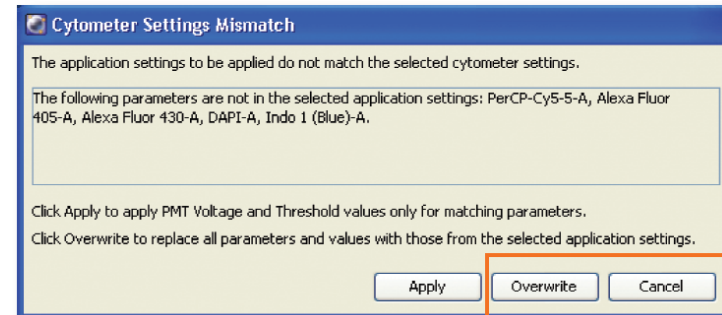 Cytometer Settings Mismatch
The application settings to be applied do not match the selected cytometer settings.
The following parameters are not in the selected application settings: PerCP-Cy5-5-A, Alexa Fluor
405-A, Alexa Fluor 430-A, DAPI-A, Indo 1 (Blue)-A.
Click Apply to apply PMT Voltage and Threshold values only for matching parameters.
Click Overwrite to replace all parameters and values with those from the selected application settings.
Apply Overwrite Cancel